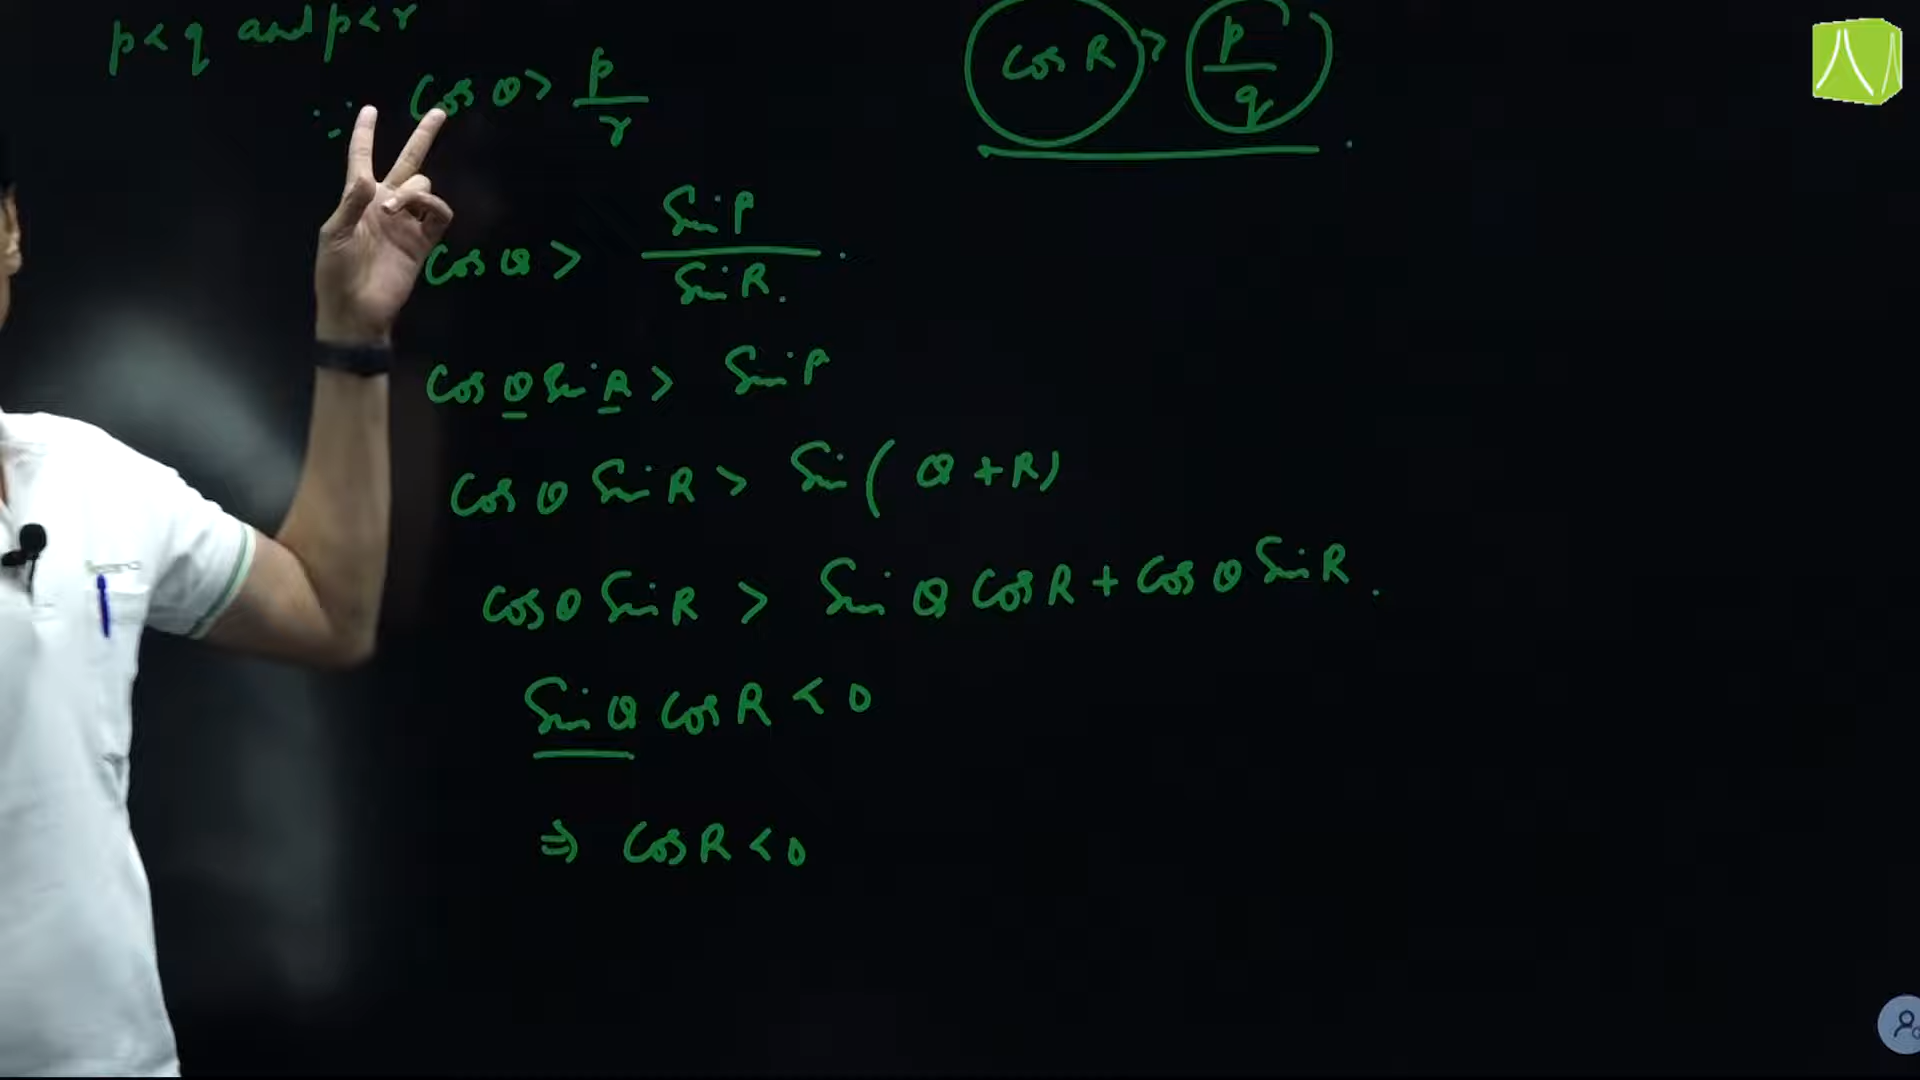 p < q and p < r
∵ Cos Q > p/r
Cos R > p/q .
Cos Q > Sin P / Sin R .
Cos Q Sin R > Sin P
Cos Q Sin R > Sin ( Q + R )
Cos Q Sin R > Sin Q Cos R + Cos Q Sin R .
Sin Q Cos R < 0
⇒ Cos R < 0